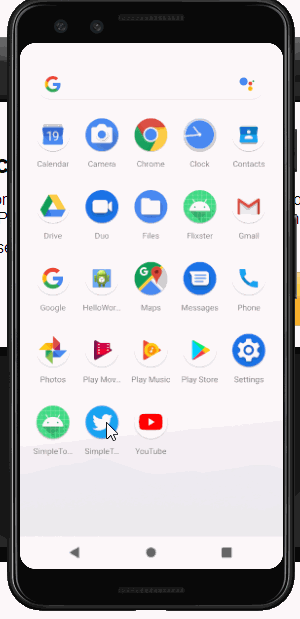 19
Calendar Camera Chrome Clock Contacts
Drive Duo Files Flixster Gmail
Google HelloWor... Maps Messages Phone
Photos Play Mov... Play Music Play Store Settings
SimpleTo... SimpleT... YouTube